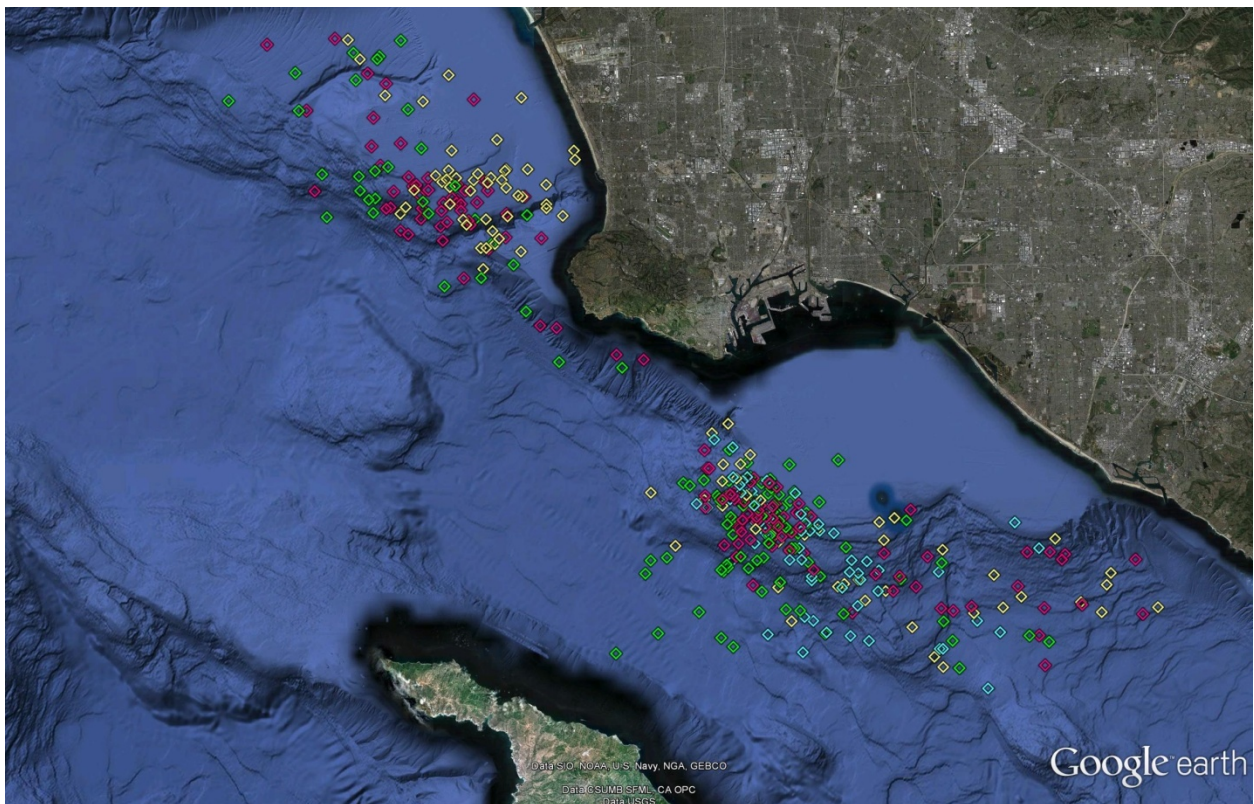 Data SIO, NOAA, U.S. Navy, NGA, GEBCO
Data CSUMB SFML, CA OPC
Data USGS
Google earth